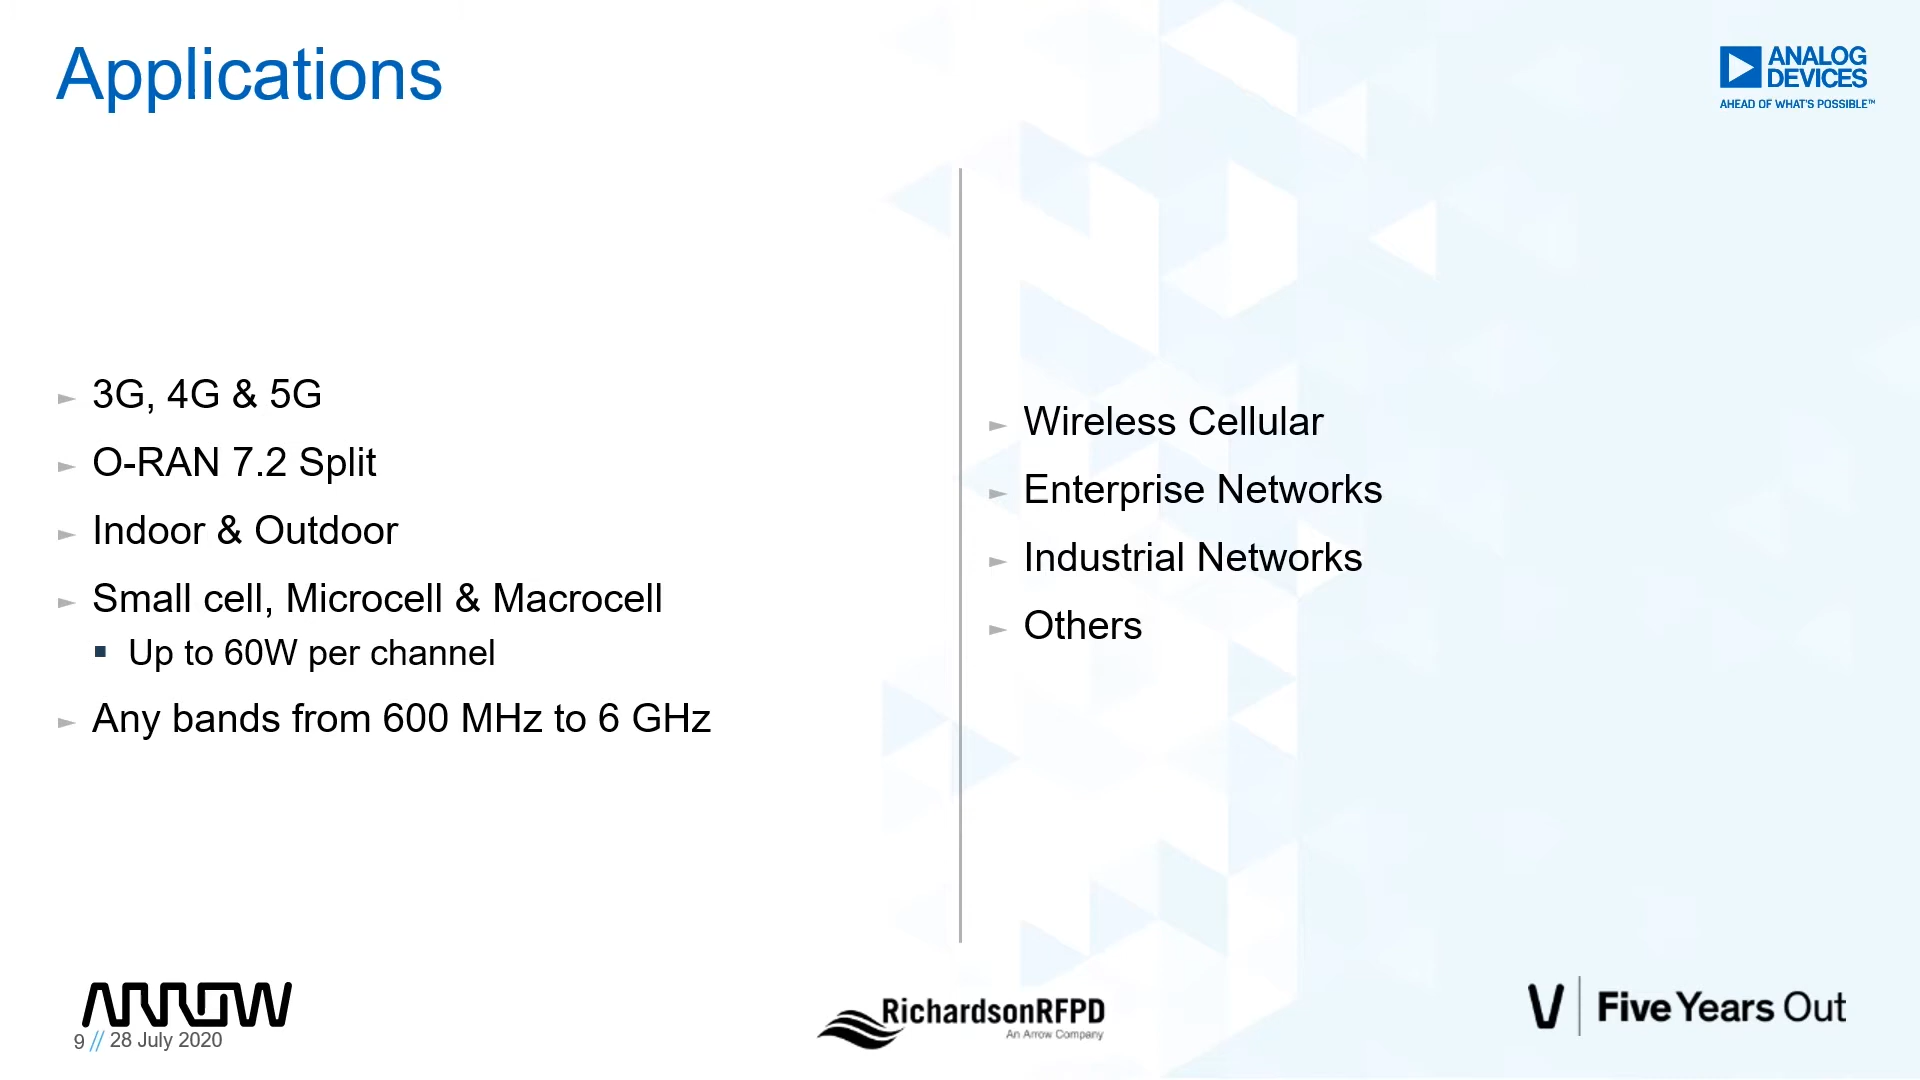 Applications
ANALOG
DEVICES
AHEAD OF WHAT'S POSSIBLE™
► 3G, 4G & 5G
► O-RAN 7.2 Split
► Indoor & Outdoor
► Small cell, Microcell & Macrocell
▪ Up to 60W per channel
► Any bands from 600 MHz to 6 GHz
► Wireless Cellular
► Enterprise Networks
► Industrial Networks
► Others
ARROW
9 // 28 July 2020
RichardsonRFPD
An Arrow Company
Five Years Out